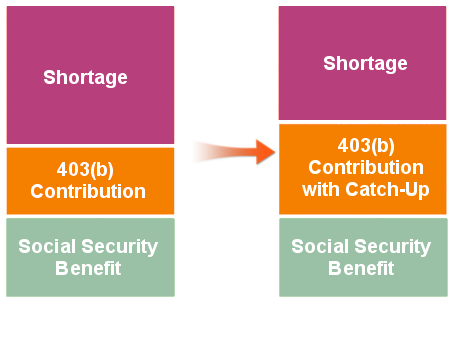 Shortage
403(b)
Contribution
Social Security
Benefit
Shortage
403(b)
Contribution
with Catch-Up
Social Security
Benefit